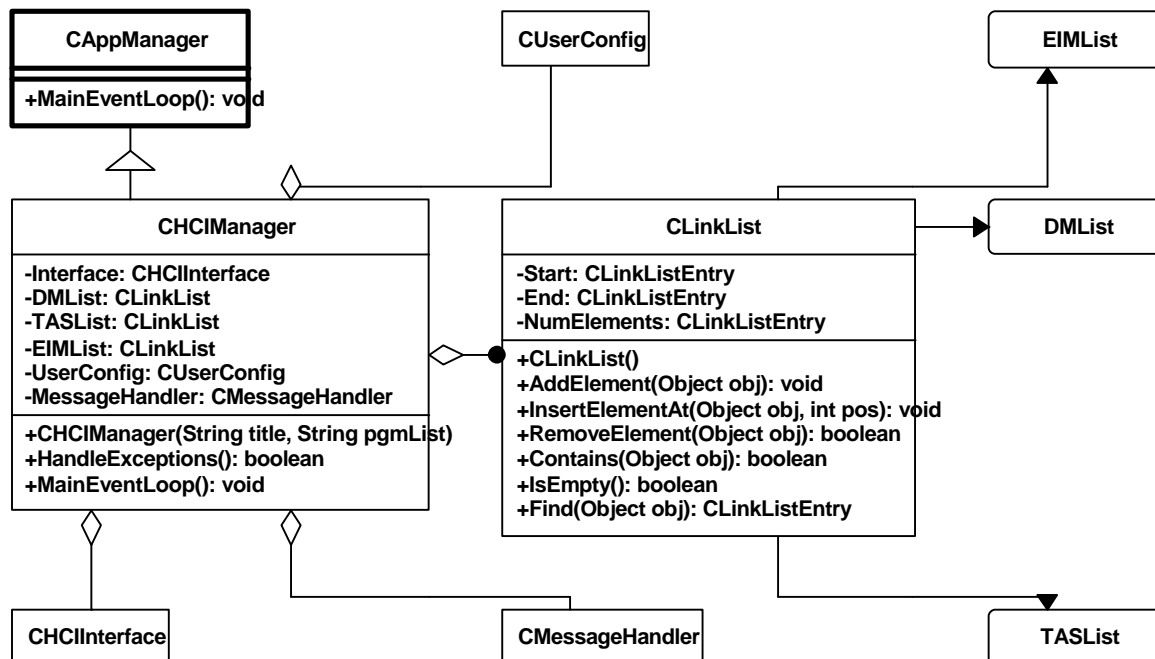 CAppManager
+MainEventLoop(): void
CUserConfig
EIMList
CHCIManager
-Interface: CHCIInterface
-DMList: CLinkList
-TASList: CLinkList
-EIMList: CLinkList
-UserConfig: CUserConfig
-MessageHandler: CMessageHandler
+CHCIManager(String title, String pgmList)
+HandleExceptions(): boolean
+MainEventLoop(): void
CLinkList
-Start: CLinkListEntry
-End: CLinkListEntry
-NumElements: CLinkListEntry
+CLinkList()
+AddElement(Object obj): void
+InsertElementAt(Object obj, int pos): void
+RemoveElement(Object obj): boolean
+Contains(Object obj): boolean
+IsEmpty(): boolean
+Find(Object obj): CLinkListEntry
DMList
CHCIInterface
CMessageHandler
TASList